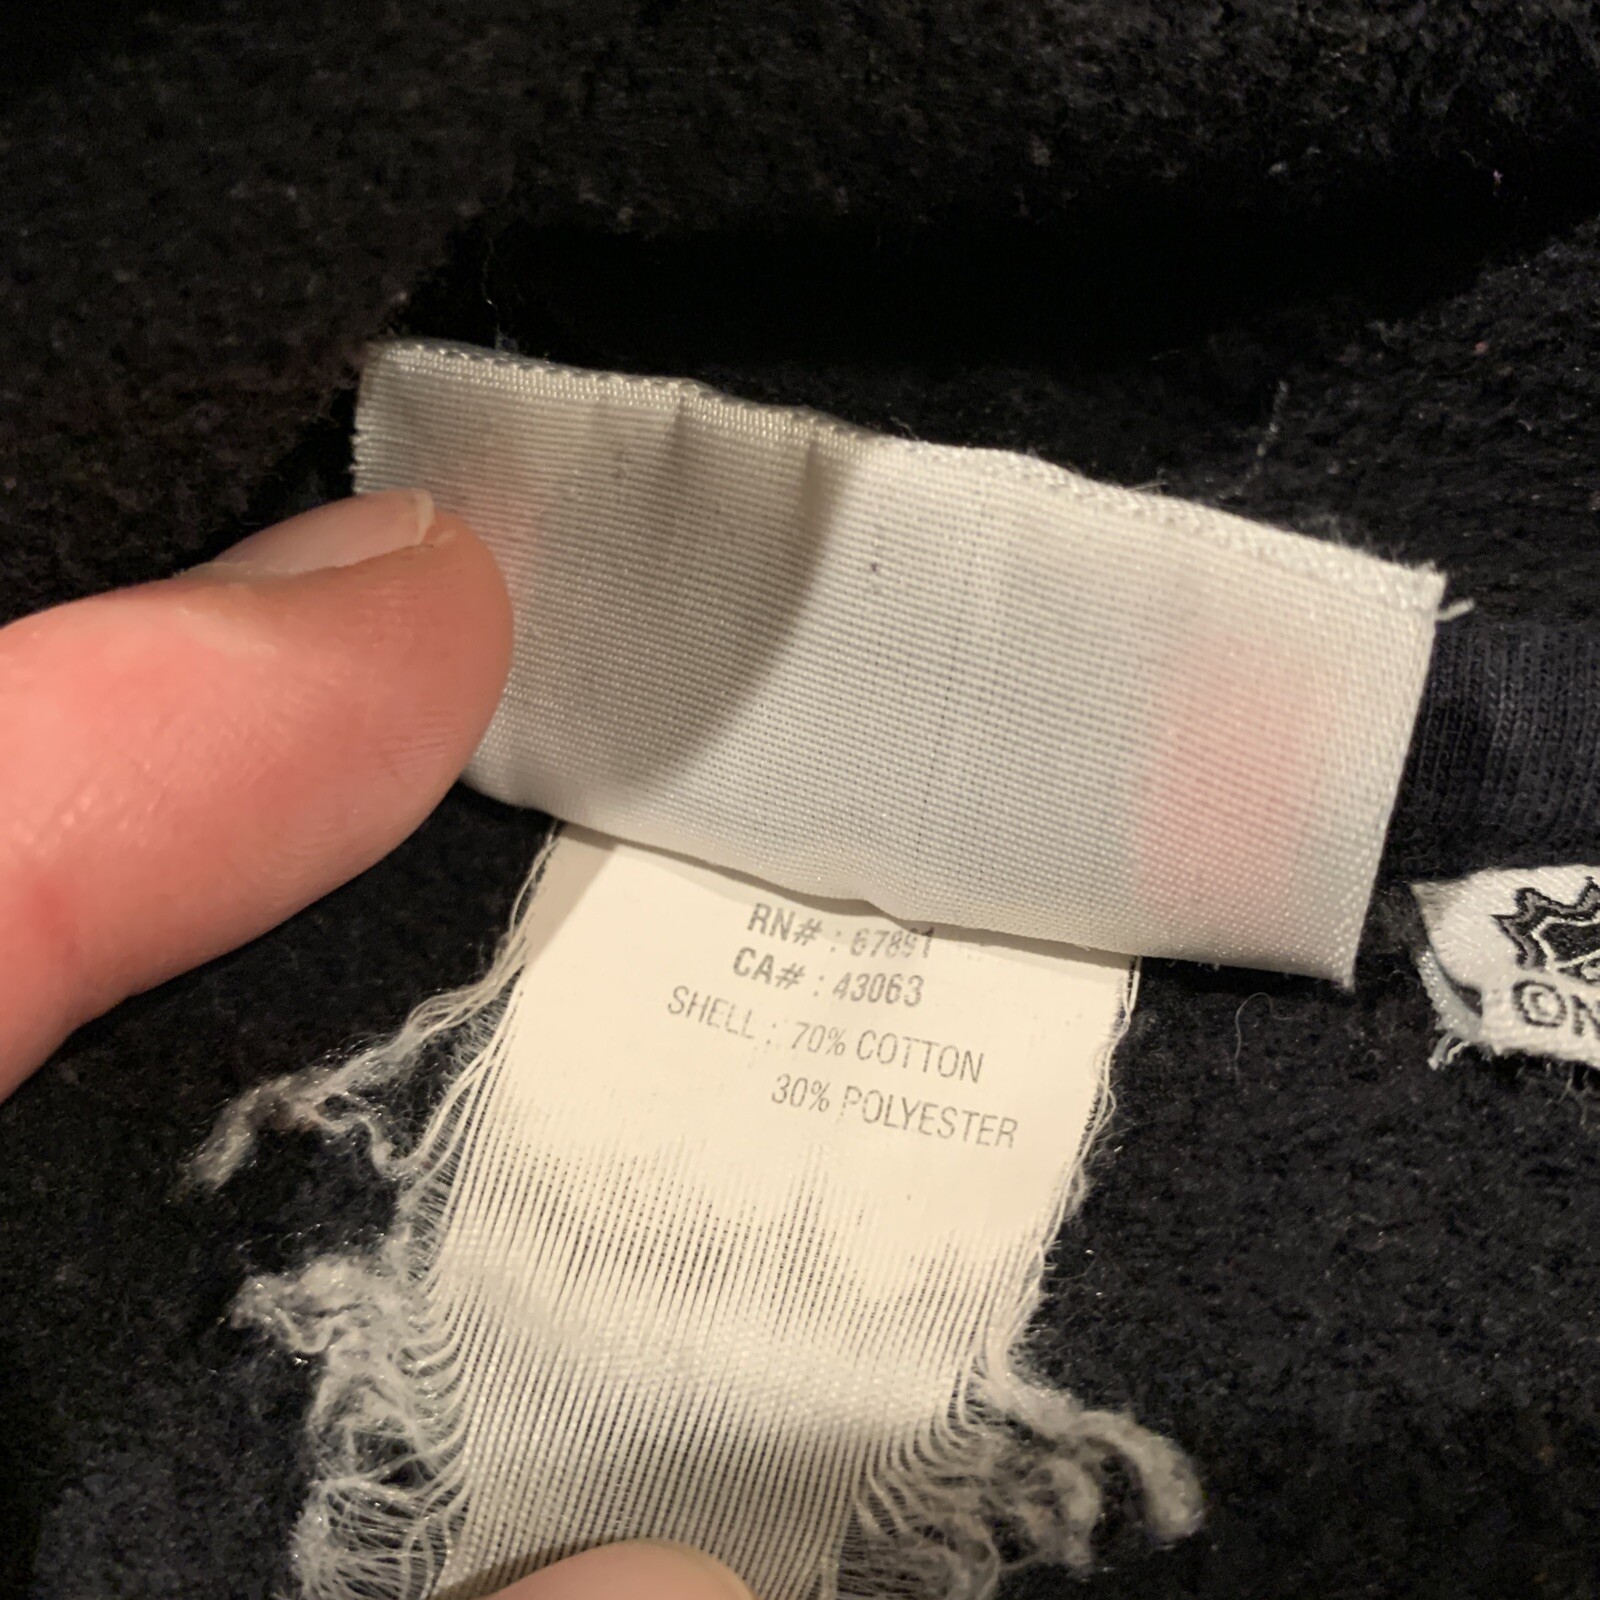 RN# : 67891
CA# : 43063
SHELL : 70% COTTON
30% POLYESTER
©N